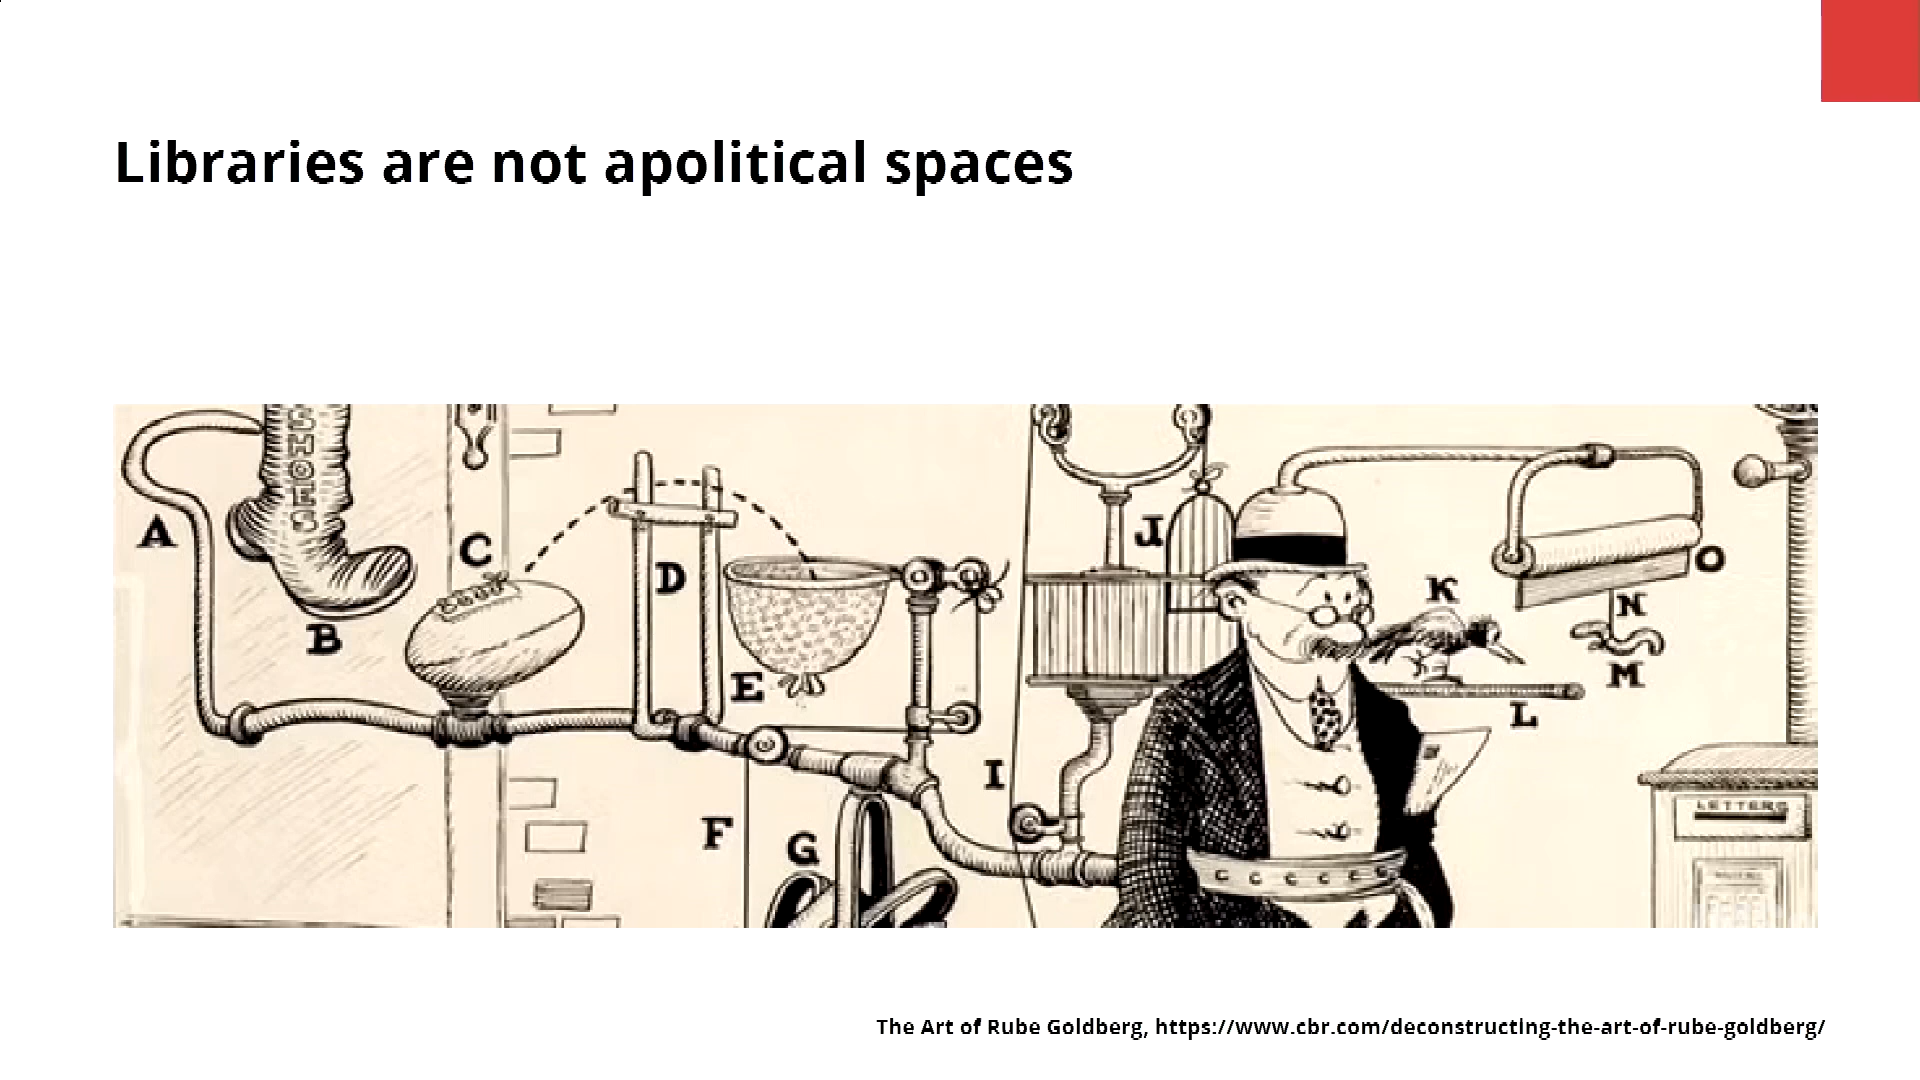 Libraries are not apolitical spaces
SHOES
A
B
C
D
E
F
G
I
J
K
L
M
N
O
LETTERS
The Art of Rube Goldberg, https://www.cbr.com/deconstructing-the-art-of-rube-goldberg/